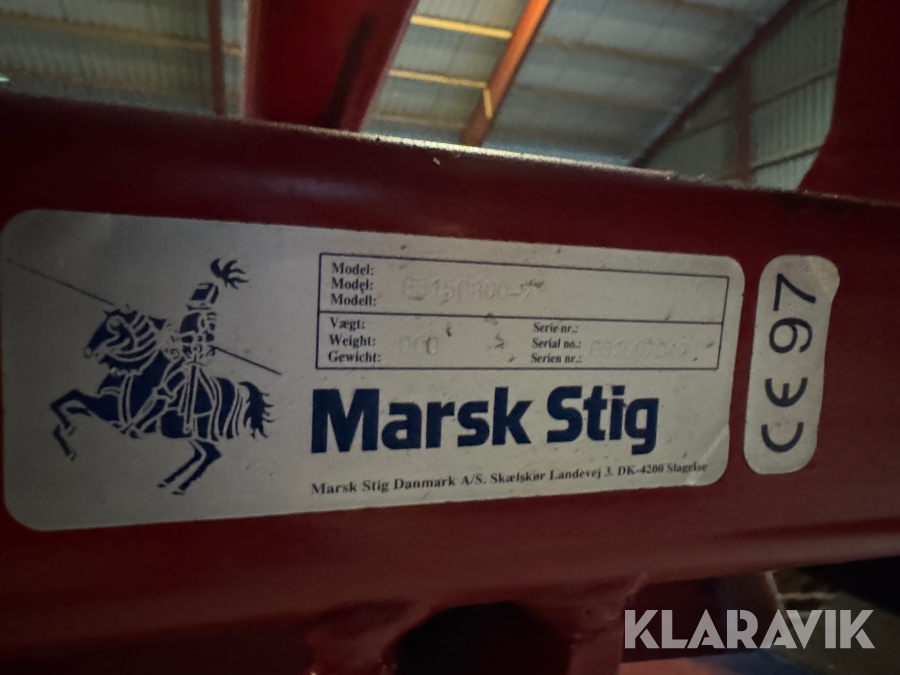 Model:
Model:
Modell:
Vægt:
Weight:
Gewicht:
Serie nr.:
Serial no.:
Serien nr.:
Marsk Stig
Marsk Stig Danmark A/S. Skælskør Landevej 3. DK-4200 Slagelse
CE 97
KLARAVIK